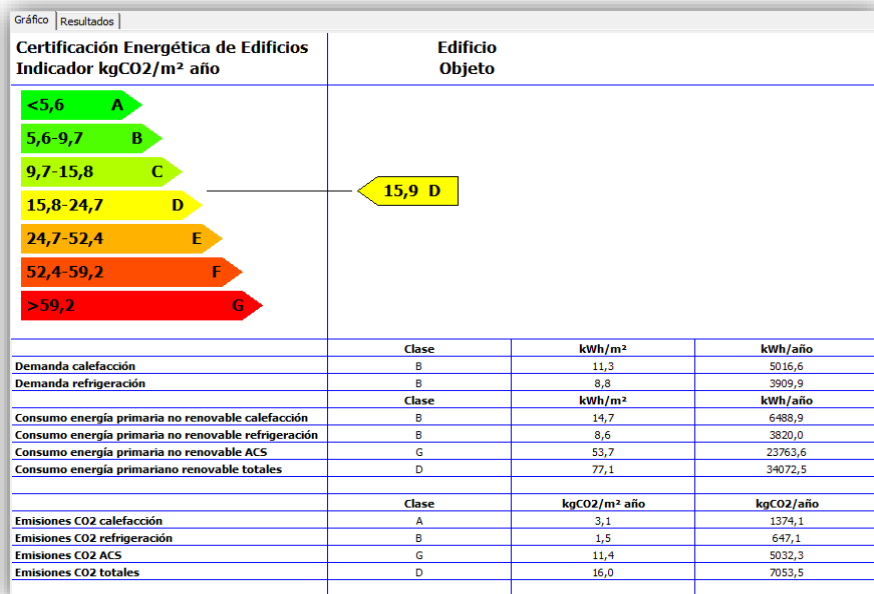 Gráfico Resultados
Certificación Energética de Edificios
Indicador kgCO2/m² año
Edificio
Objeto
<5,6 A
5,6-9,7 B
9,7-15,8 C
15,8-24,7 D
24,7-52,4 E
52,4-59,2 F
>59,2 G
15,9 D
Clase kWh/m² kWh/año
Demanda calefacción B 11,3 5016,6
Demanda refrigeración B 8,8 3909,9
Clase kWh/m² kWh/año
Consumo energía primaria no renovable calefacción B 14,7 6488,9
Consumo energía primaria no renovable refrigeración B 8,6 3820,0
Consumo energía primaria no renovable ACS G 53,7 23763,6
Consumo energía primariano renovable totales D 77,1 34072,5
Clase kgCO2/m² año kgCO2/año
Emisiones CO2 calefacción A 3,1 1374,1
Emisiones CO2 refrigeración B 1,5 647,1
Emisiones CO2 ACS G 11,4 5032,3
Emisiones CO2 totales D 16,0 7053,5